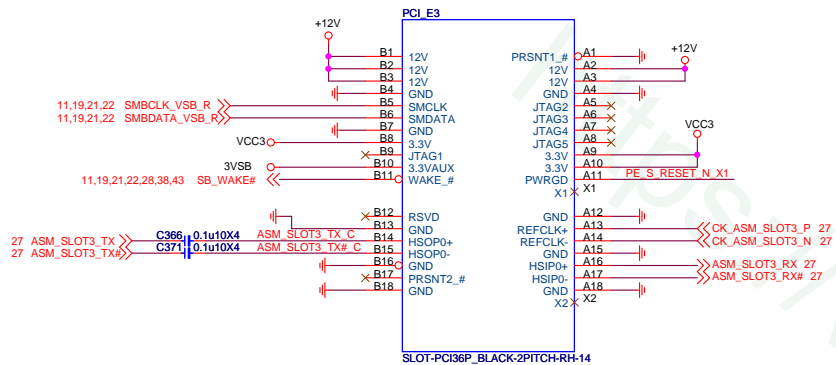 PCI_E3
+12V
B1 12V PRSNT1_# A1
+12V
B2 12V 12V A2
B3 12V 12V A3
B4 GND GND A4
11,19,21,22 SMBCLK_VSB_R B5 SMCLK JTAG2 A5
11,19,21,22 SMBDATA_VSB_R B6 SMDATA JTAG3 A6
B7 GND JTAG4 A7
VCC3 B8 3.3V JTAG5 A8
VCC3
B9 JTAG1 3.3V A9
3VSB B10 3.3VAUX 3.3V A10
11,19,21,22,28,38,43 SB_WAKE# B11 WAKE_# PWRGD A11 PE_S_RESET_N_X1
X1 X1
B12 RSVD GND A12
B13 GND REFCLK+ A13 CK_ASM_SLOT3_P 27
27 ASM_SLOT3_TX C366 0.1u10X4 ASM_SLOT3_TX_C B14 HSOP0+ REFCLK- A14 CK_ASM_SLOT3_N 27
27 ASM_SLOT3_TX# C371 0.1u10X4 ASM_SLOT3_TX#_C B15 HSOP0- GND A15
B16 GND HSIP0+ A16 ASM_SLOT3_RX 27
B17 PRSNT2_# HSIP0- A17 ASM_SLOT3_RX# 27
B18 GND GND A18
X2 X2
SLOT-PCI36P_BLACK-2PITCH-RH-14
https:/